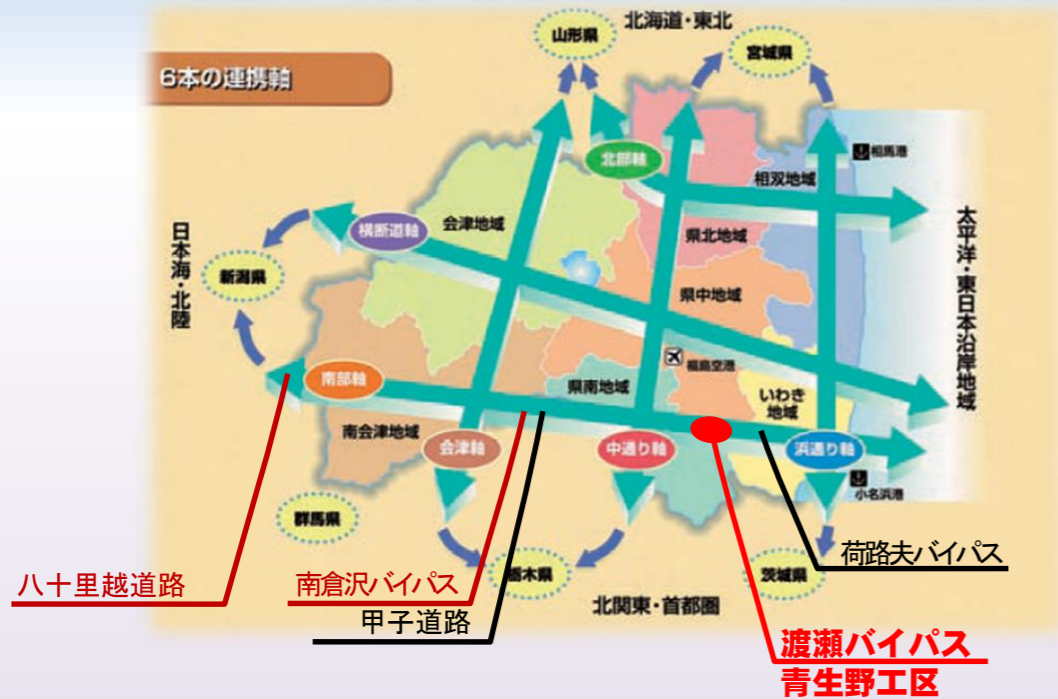 北海道・東北
山形県
宮城県
6本の連携軸
相馬港
北部軸
相双地域
日本海・北陸
太平洋・東日本沿岸地域
横断道軸
会津地域
県北地域
新潟県
県中地域
福島空港
南部軸
県南地域
いわき
地域
南会津地域
会津軸
中通り軸
浜通り軸
小名浜港
群馬県
荷路夫バイパス
八十里越道路
南倉沢バイパス
栃木県
茨城県
甲子道路
北関東・首都圏
渡瀬バイパス
青生野工区